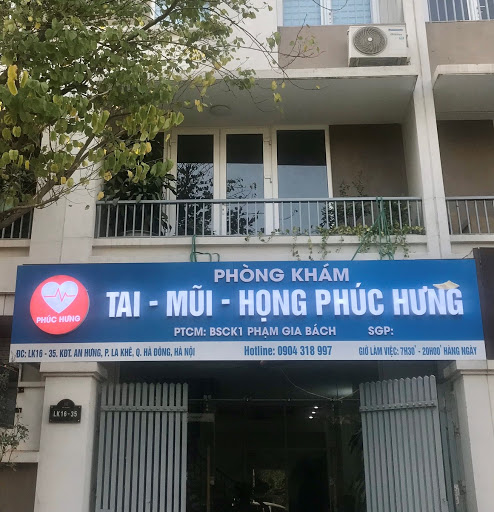 PHÒNG KHÁM
TAI - MŨI - HỌNG PHÚC HƯNG
PHÚC HƯNG
PTCM: BSCK1 PHẠM GIA BÁCH SGP:
ĐC: LK16 - 35. KĐT. AN HƯNG, P. LA KHÊ, Q. HÀ ĐÔNG, HÀ NỘI Hotline: 0904 318 997 GIỜ LÀM VIỆC: 7H30' - 20H00' HÀNG NGÀY
LK16-35